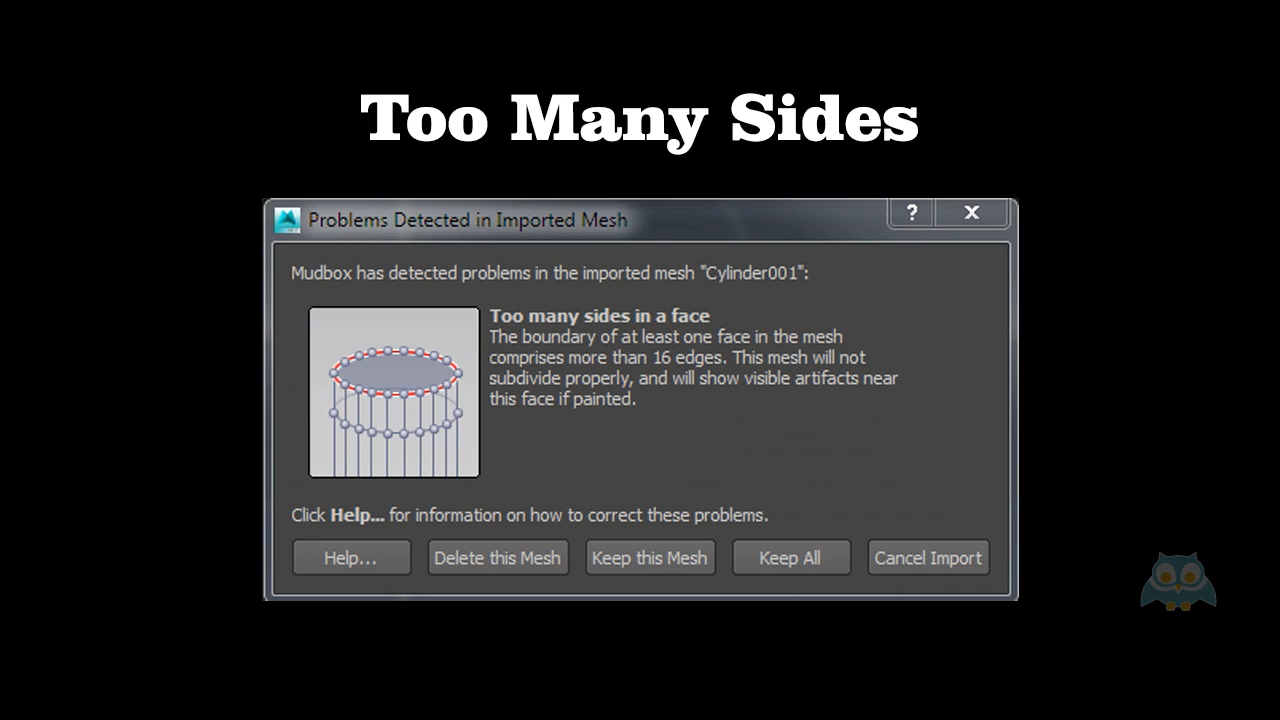 Too Many Sides
Problems Detected in Imported Mesh
?
X
Mudbox has detected problems in the imported mesh "Cylinder001":
Too many sides in a face
The boundary of at least one face in the mesh
comprises more than 16 edges. This mesh will not
subdivide properly, and will show visible artifacts near
this face if painted.
Click Help... for information on how to correct these problems.
Help...
Delete this Mesh
Keep this Mesh
Keep All
Cancel Import